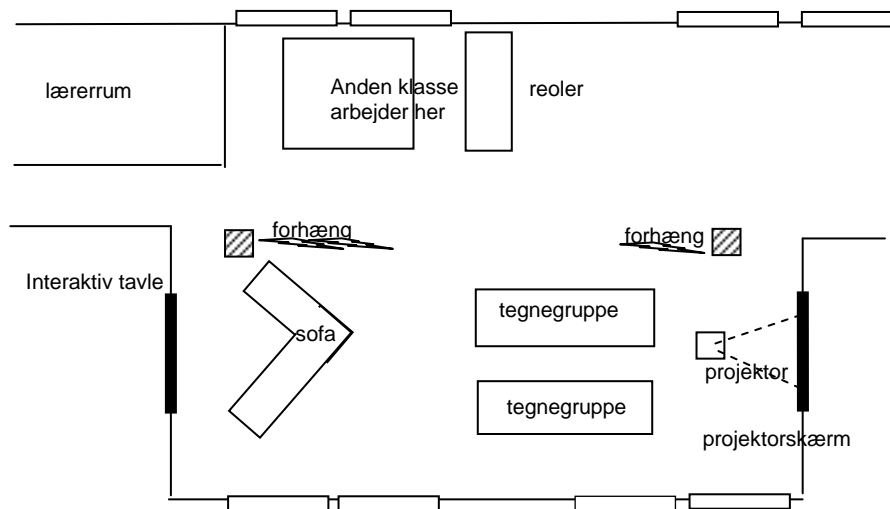 lærerrum
Anden klasse
arbejder her
reoler
forhæng
forhæng
Interaktiv tavle
sofa
tegnegruppe
projektor
tegnegruppe
projektorskærm